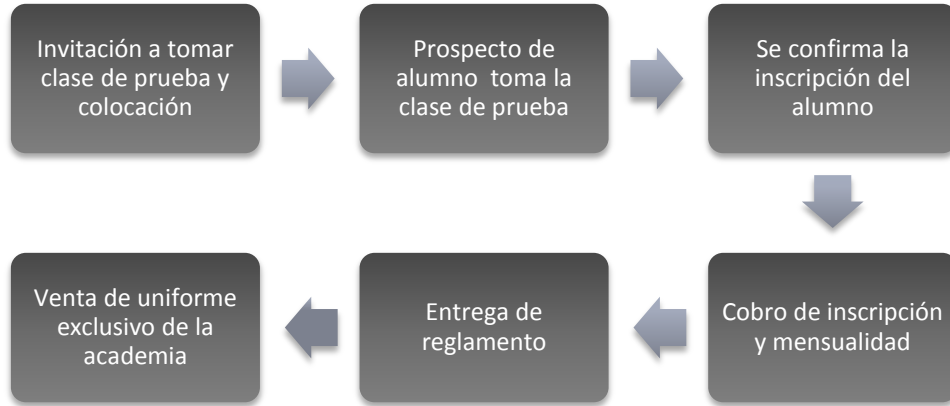 Invitación a tomar
clase de prueba y
colocación
Prospecto de
alumno  toma la
clase de prueba
Se confirma la
inscripción del
alumno
Cobro de inscripción
y mensualidad
Entrega de
reglamento
Venta de uniforme
exclusivo de la
academia